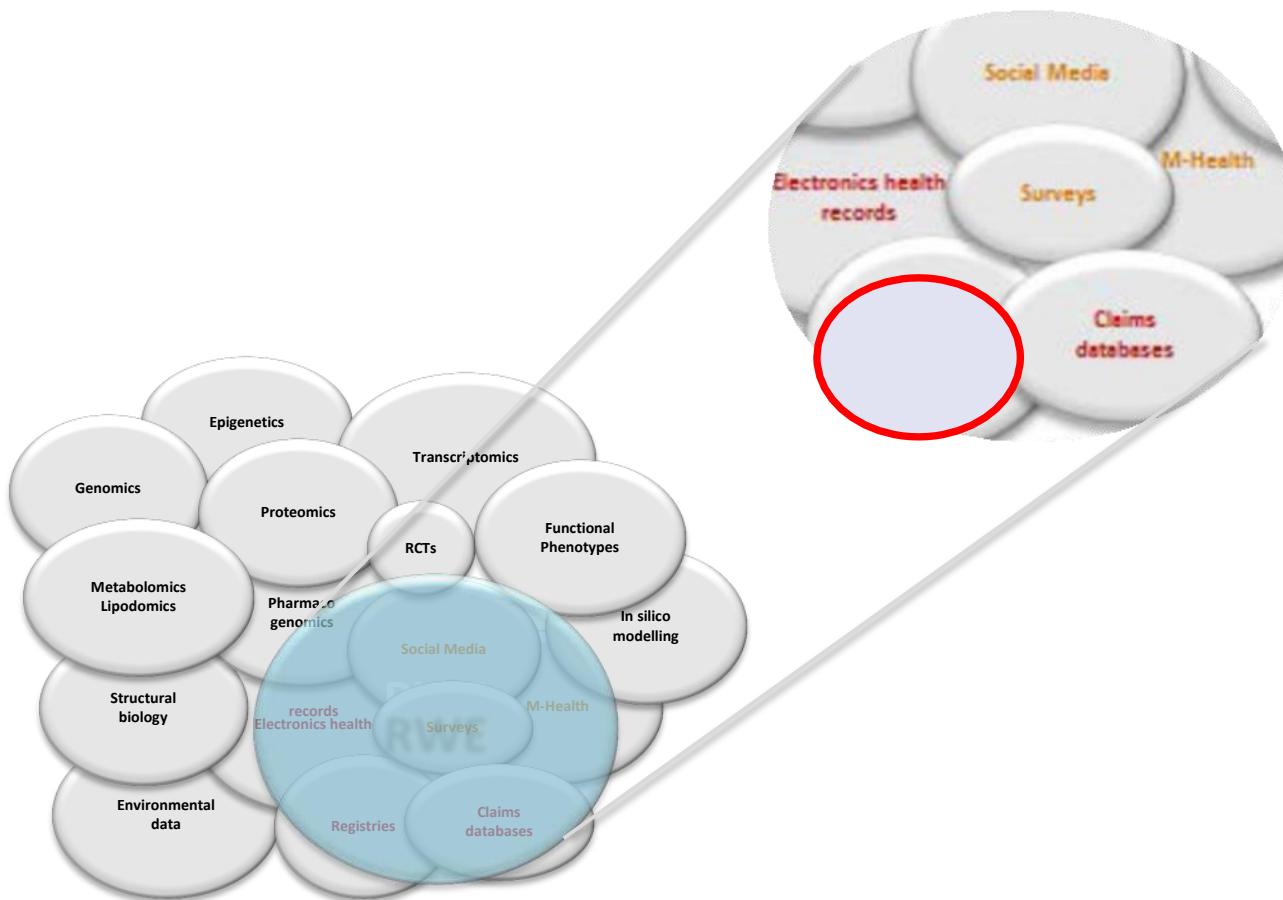 Social Media
M-Health
Electronics health
records
Surveys
Claims
databases
Epigenetics
Transcriptomics
Genomics
Proteomics
Functional
Phenotypes
RCTs
Metabolomics
Lipodomics
Pharmaco
genomics
In silico
modelling
Social Media
Structural
biology
records
Electronics health
M-Health
Surveys
RWE
Environmental
data
Registries
Claims
databases